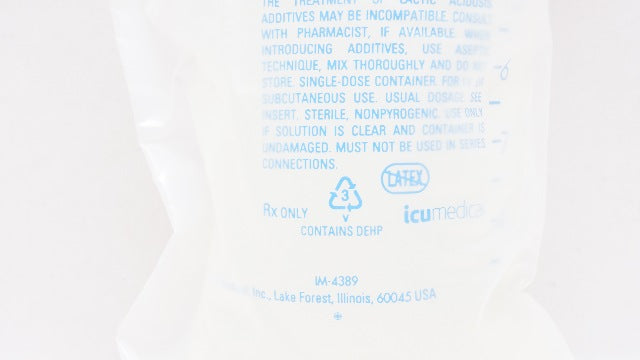 THE TREATMENT OF LACTIC ACIDOSIS
ADDITIVES MAY BE INCOMPATIBLE. CONSULT
WITH PHARMACIST, IF AVAILABLE. WHEN
INTRODUCING ADDITIVES, USE ASEPTIC
TECHNIQUE, MIX THOROUGHLY AND DO NOT
STORE. SINGLE-DOSE CONTAINER. FOR
SUBCUTANEOUS USE. USUAL DOSAGE SEE
INSERT. STERILE, NONPYROGENIC. USE ONLY
IF SOLUTION IS CLEAR AND CONTAINER IS
UNDAMAGED. MUST NOT BE USED IN SERIES
CONNECTIONS.
6
7
LATEX
3
V
Rx ONLY
icumedical
CONTAINS DEHP
IM-4389
Inc., Lake Forest, Illinois, 60045 USA